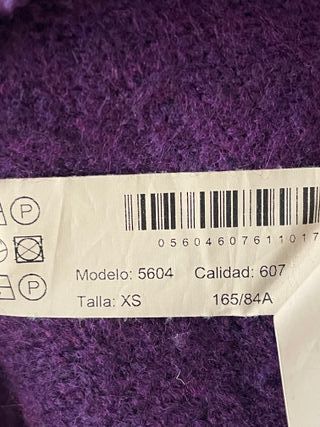 P
05604607611017
Modelo: 5604 Calidad: 607
Talla: XS 165/84A
P